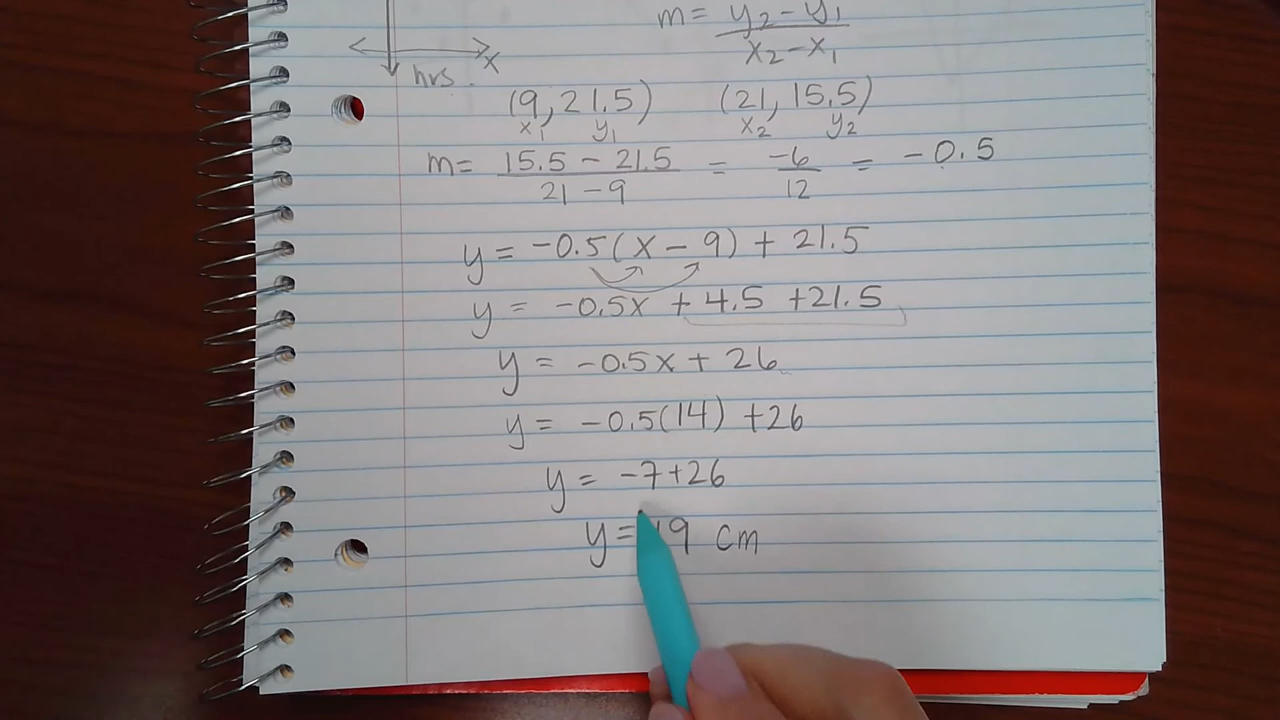 m = y2 - y1
x2 - x1
x
hrs.
(9, 21.5) (21, 15.5)
x1 y1 x2 y2
m = 15.5 - 21.5 = -6 = -0.5
21 - 9 12
y = -0.5(x - 9) + 21.5
y = -0.5x + 4.5 + 21.5
y = -0.5x + 26
y = -0.5(14) + 26
y = -7 + 26
y = 19 cm